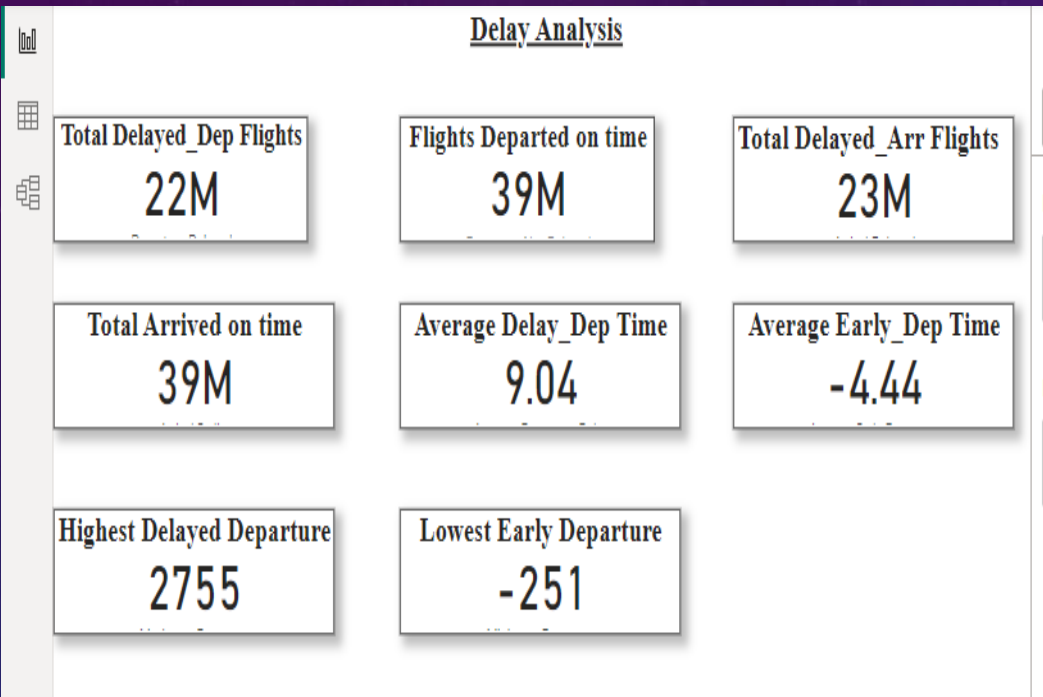 Delay Analysis
Total Delayed_Dep Flights
22M
Flights Departed on time
39M
Total Delayed_Arr Flights
23M
Total Arrived on time
39M
Average Delay_Dep Time
9.04
Average Early_Dep Time
-4.44
Highest Delayed Departure
2755
Lowest Early Departure
-251